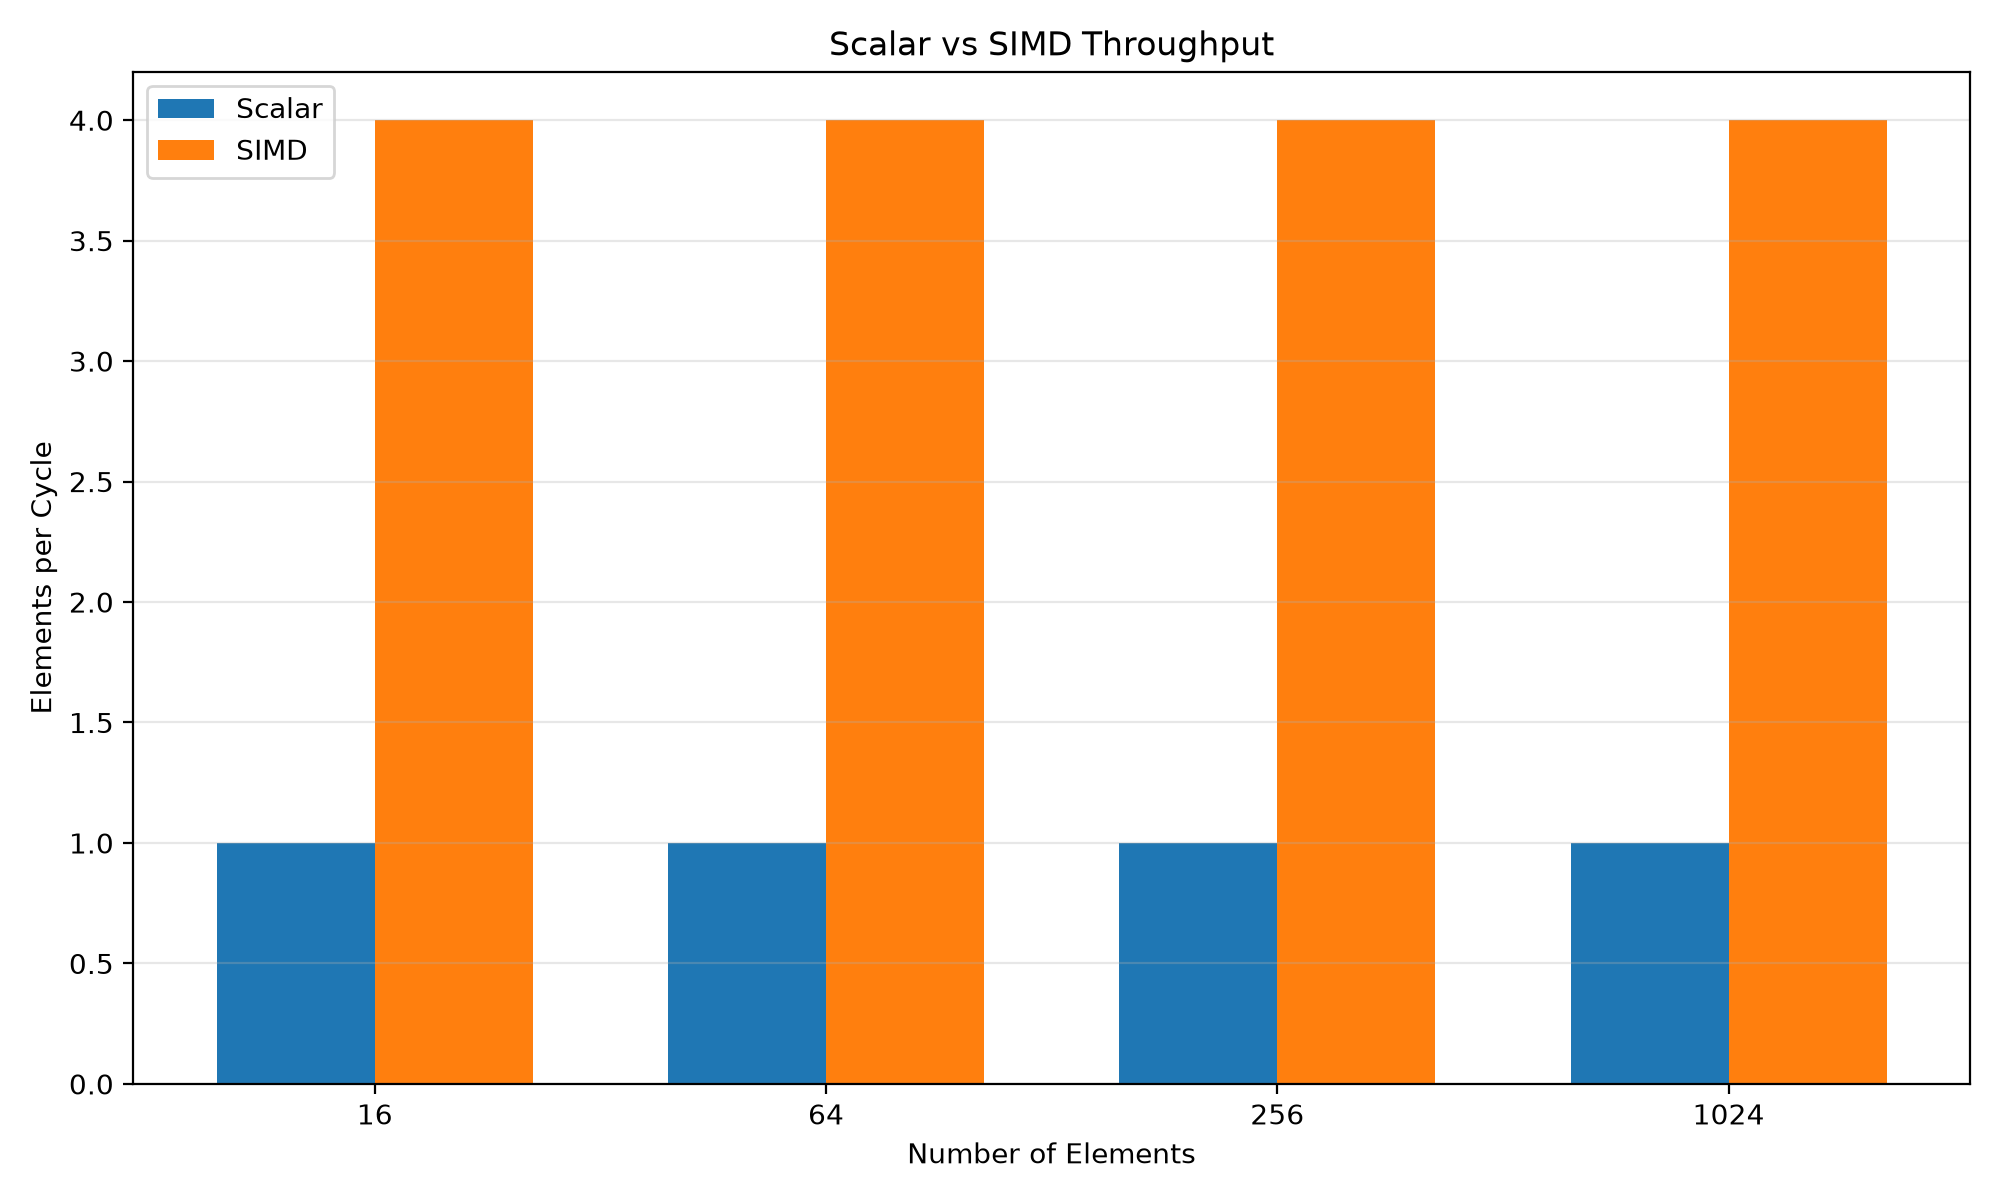 Scalar vs SIMD Throughput
Scalar
SIMD
Elements per Cycle
4.0
3.5
3.0
2.5
2.0
1.5
1.0
0.5
0.0
16 64 256 1024
Number of Elements